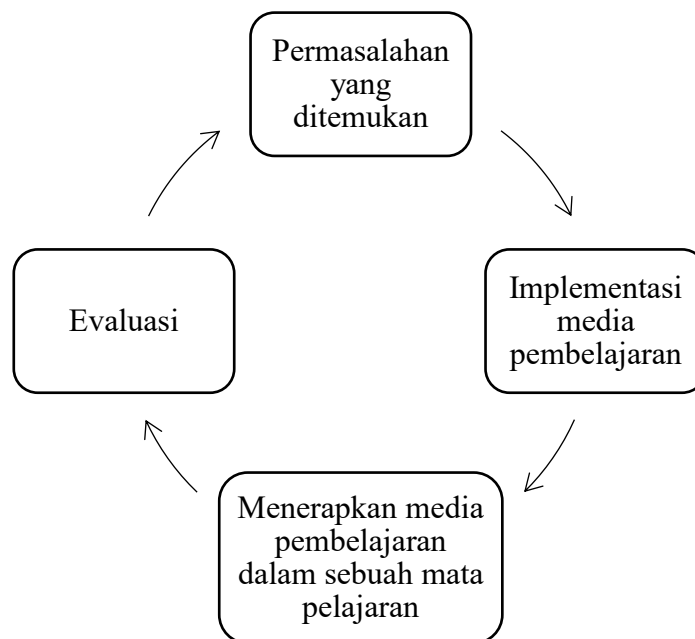 Permasalahan
yang
ditemukan
Implementasi
media
pembelajaran
Menerapkan media
pembelajaran
dalam sebuah mata
pelajaran
Evaluasi